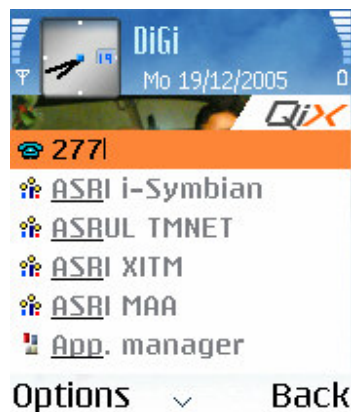 DiGi
19
Mo 19/12/2005
QiX
277
ASRI i-Symbian
ASRUL TMNET
ASRI XITM
ASRI MAA
App. manager
Options Back